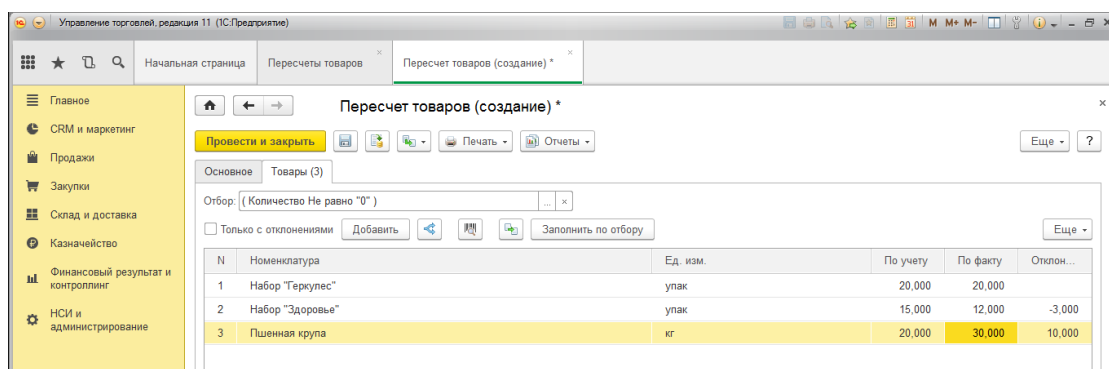 Управление торговлей, редакция 11 (1С:Предприятие)
M M+ M-
Начальная страница
Пересчеты товаров
Пересчет товаров (создание) *
Главное
CRM и маркетинг
Продажи
Закупки
Склад и доставка
Казначейство
Финансовый результат и
контроллинг
НСИ и
администрирование
Пересчет товаров (создание) *
Провести и закрыть Печать Отчеты Еще ?
Основное Товары (3)
Отбор: ( Количество Не равно "0" ) ...
Только с отклонениями Добавить Заполнить по отбору Еще
N Номенклатура Ед. изм. По учету По факту Отклон...
1 Набор "Геркулес" упак 20,000 20,000
2 Набор "Здоровье" упак 15,000 12,000 -3,000
3 Пшенная крупа кг 20,000 30,000 10,000